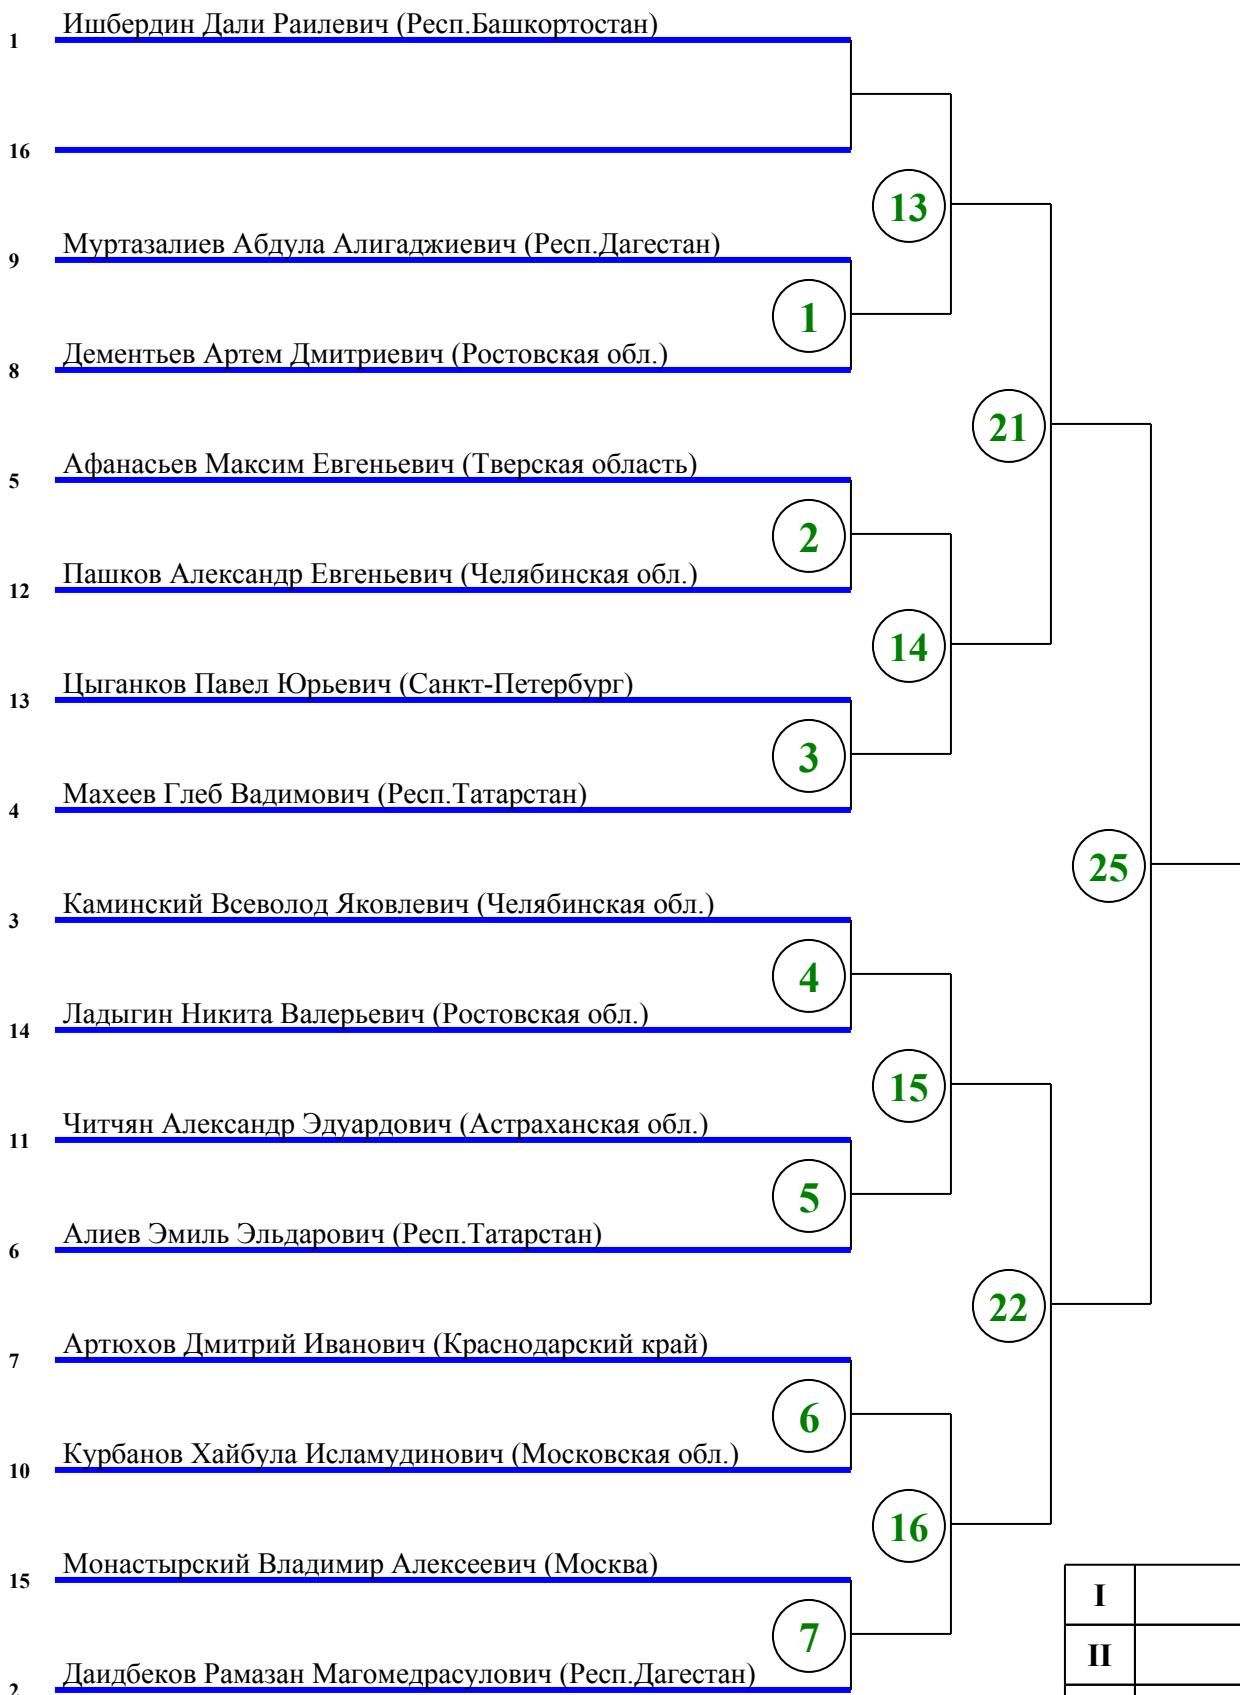 Ишбердин Дали Раилевич (Респ.Башкортостан)
1
16
13
Муртазалиев Абдула Алигаджиевич (Респ.Дагестан)
9
1
Дементьев Артем Дмитриевич (Ростовская обл.)
8
21
Афанасьев Максим Евгеньевич (Тверская область)
5
2
Пашков Александр Евгеньевич (Челябинская обл.)
12
14
Цыганков Павел Юрьевич (Санкт-Петербург)
13
3
Махеев Глеб Вадимович (Респ.Татарстан)
4
25
Каминский Всеволод Яковлевич (Челябинская обл.)
3
4
Ладыгин Никита Валерьевич (Ростовская обл.)
14
15
Читчян Александр Эдуардович (Астраханская обл.)
11
5
Алиев Эмиль Эльдарович (Респ.Татарстан)
6
22
Артюхов Дмитрий Иванович (Краснодарский край)
7
6
Курбанов Хайбула Исламудинович (Московская обл.)
10
16
Монастырский Владимир Алексеевич (Москва)
15
I
7
II
Даидбеков Рамазан Магомедрасулович (Респ.Дагестан)
2